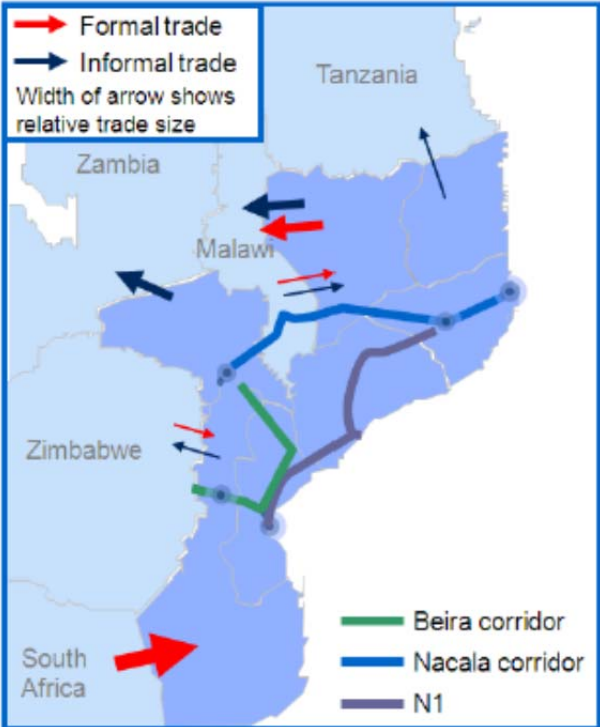 Formal trade
Informal trade
Width of arrow shows
relative trade size
Tanzania
Zambia
Malawi
Zimbabwe
South
Africa
Beira corridor
Nacala corridor
N1